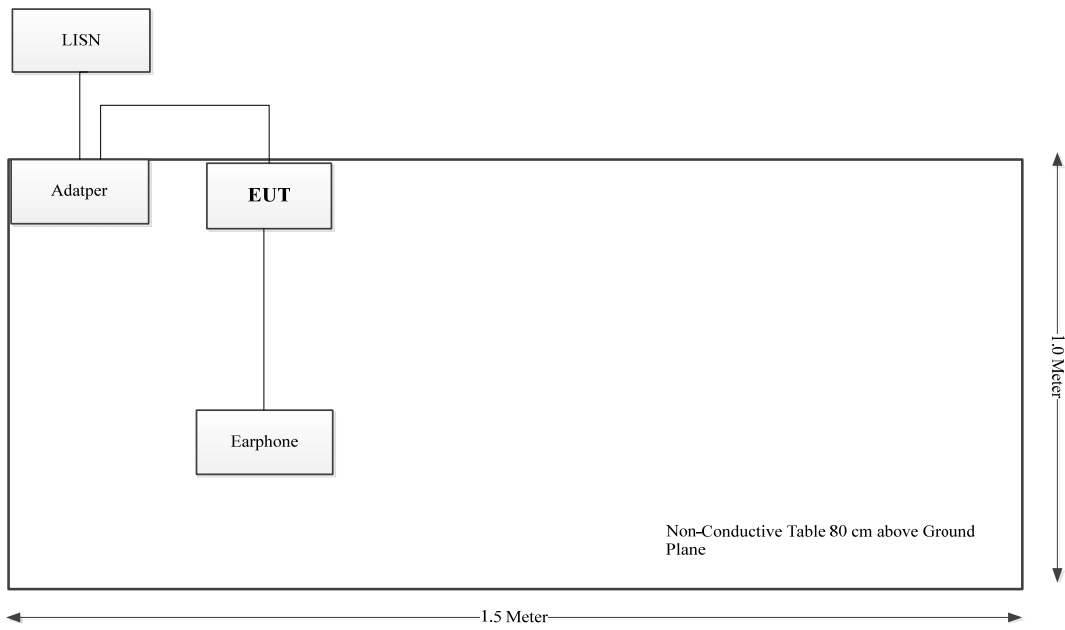 LISN
Adatper
EUT
Earphone
Non-Conductive Table 80 cm above Ground
Plane
1.0 Meter
1.5 Meter